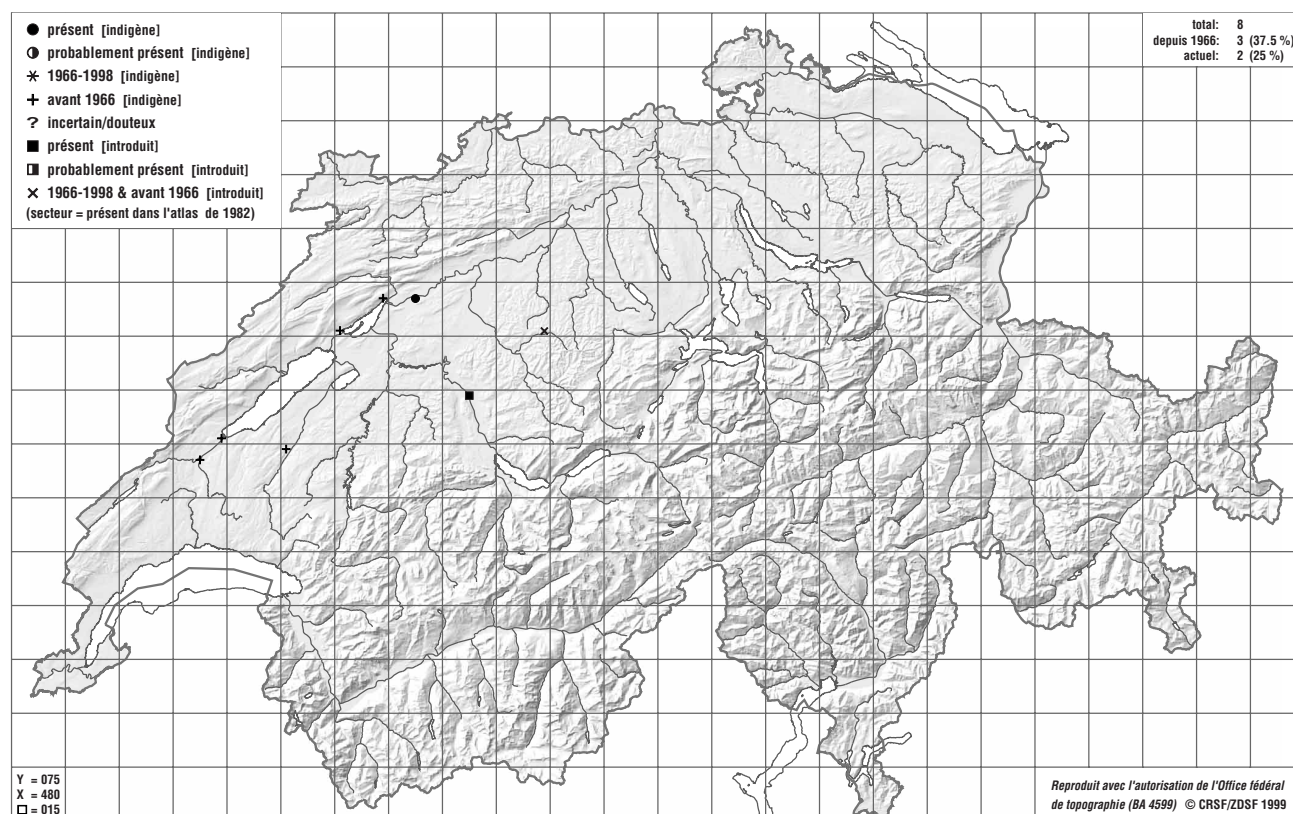 présent [indigène]
probablement présent [indigène]
1966-1998 [indigène]
avant 1966 [indigène]
? incertain/douteux
présent [introduit]
probablement présent [introduit]
1966-1998 & avant 1966 [introduit]
(secteur = présent dans l'atlas de 1982)
total: 8
depuis 1966: 3 (37.5 %)
actuel: 2 (25 %)
Y = 075
X = 480
= 015
Reproduit avec l'autorisation de l'Office fédéral
de topographie (BA 4599) © CRSF/ZDSF 1999